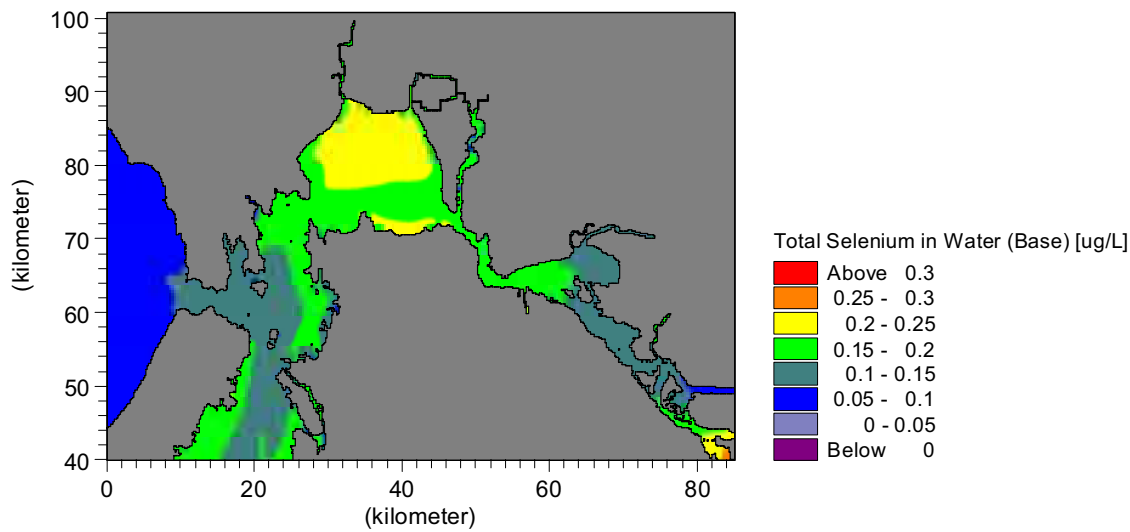 100
90
80
70
60
50
40
(kilometer)
0 20 40 60 80
(kilometer)
Total Selenium in Water (Base) [ug/L]
Above 0.3
0.25 - 0.3
0.2 - 0.25
0.15 - 0.2
0.1 - 0.15
0.05 - 0.1
0 - 0.05
Below 0